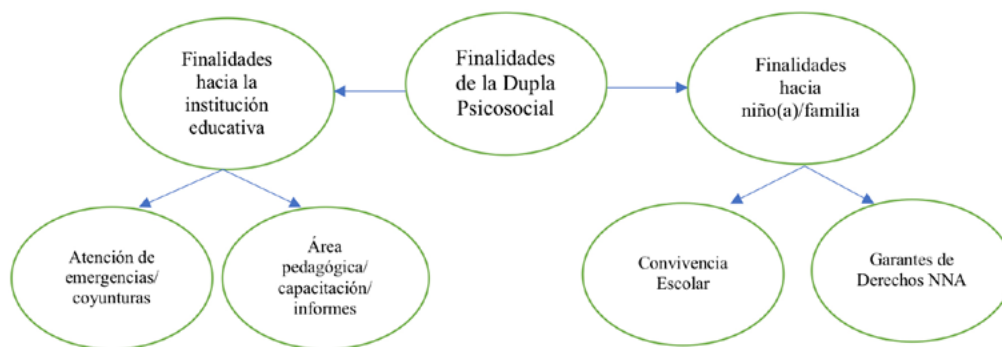 Finalidades
hacia la
institución
educativa
Finalidades
de la Dupla
Psicosocial
Finalidades
hacia
niño(a)/familia
Atención de
emergencias/
coyunturas
Área
pedagógica/
capacitación/
informes
Convivencia
Escolar
Garantes de
Derechos NNA